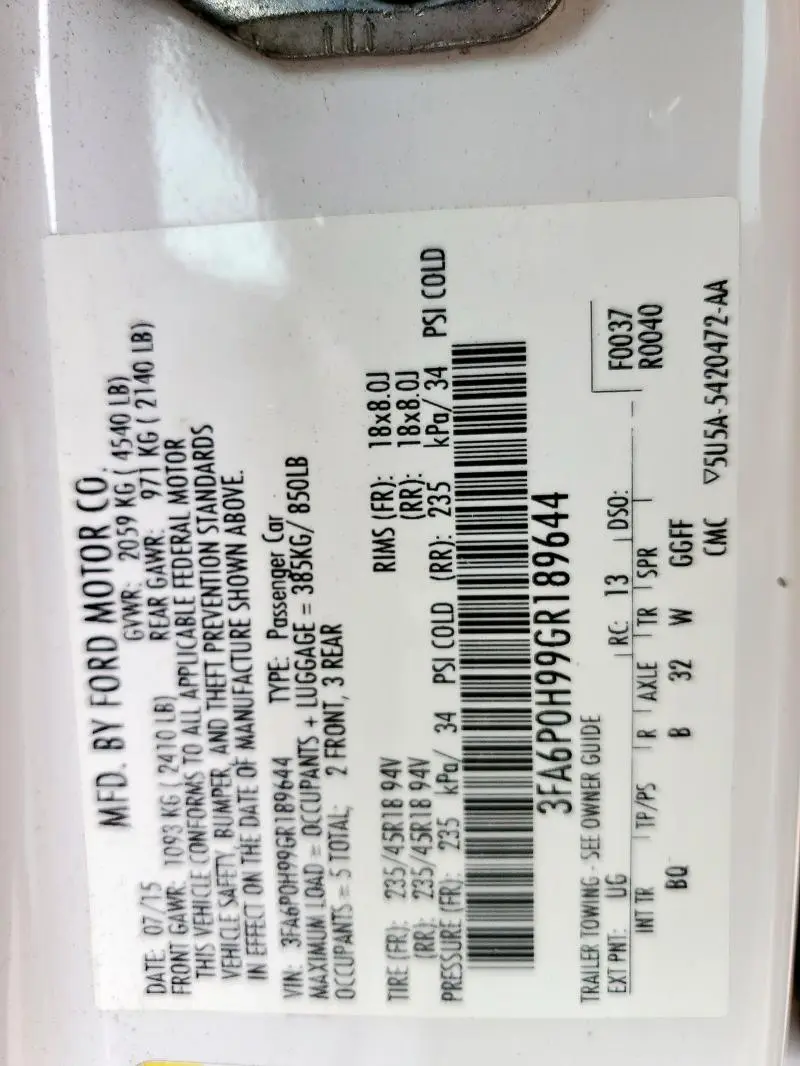 MFD. BY FORD MOTOR CO.
DATE: 07/15 GVWR: 2059 KG ( 4540 LB)
FRONT GAWR: 1093 KG ( 2410 LB) REAR GAWR: 971 KG ( 2140 LB)
THIS VEHICLE CONFORMS TO ALL APPLICABLE FEDERAL MOTOR
VEHICLE SAFETY, BUMPER, AND THEFT PREVENTION STANDARDS
IN EFFECT ON THE DATE OF MANUFACTURE SHOWN ABOVE.
VIN: 3FA6P0H99GR189644 TYPE: Passenger Car
MAXIMUM LOAD = OCCUPANTS + LUGGAGE = 385KG/ 850LB
OCCUPANTS = 5 TOTAL; 2 FRONT, 3 REAR
TIRE (FR): 235/45R18 94V RIMS (FR): 18x8.0J
(RR): 235/45R18 94V (RR): 18x8.0J
PRESSURE (FR): 235 kPa/ 34 PSI COLD (RR): 235 kPa/ 34 PSI COLD
3FA6P0H99GR189644
TRAILER TOWING - SEE OWNER GUIDE
EXT PNT: UG RC: 13 DSO: F0037
R0040
INT TR TP/PS R AXLE TR SPR
BQ B 32 W GGFF
CMC ▽5U5A-5420472-AA